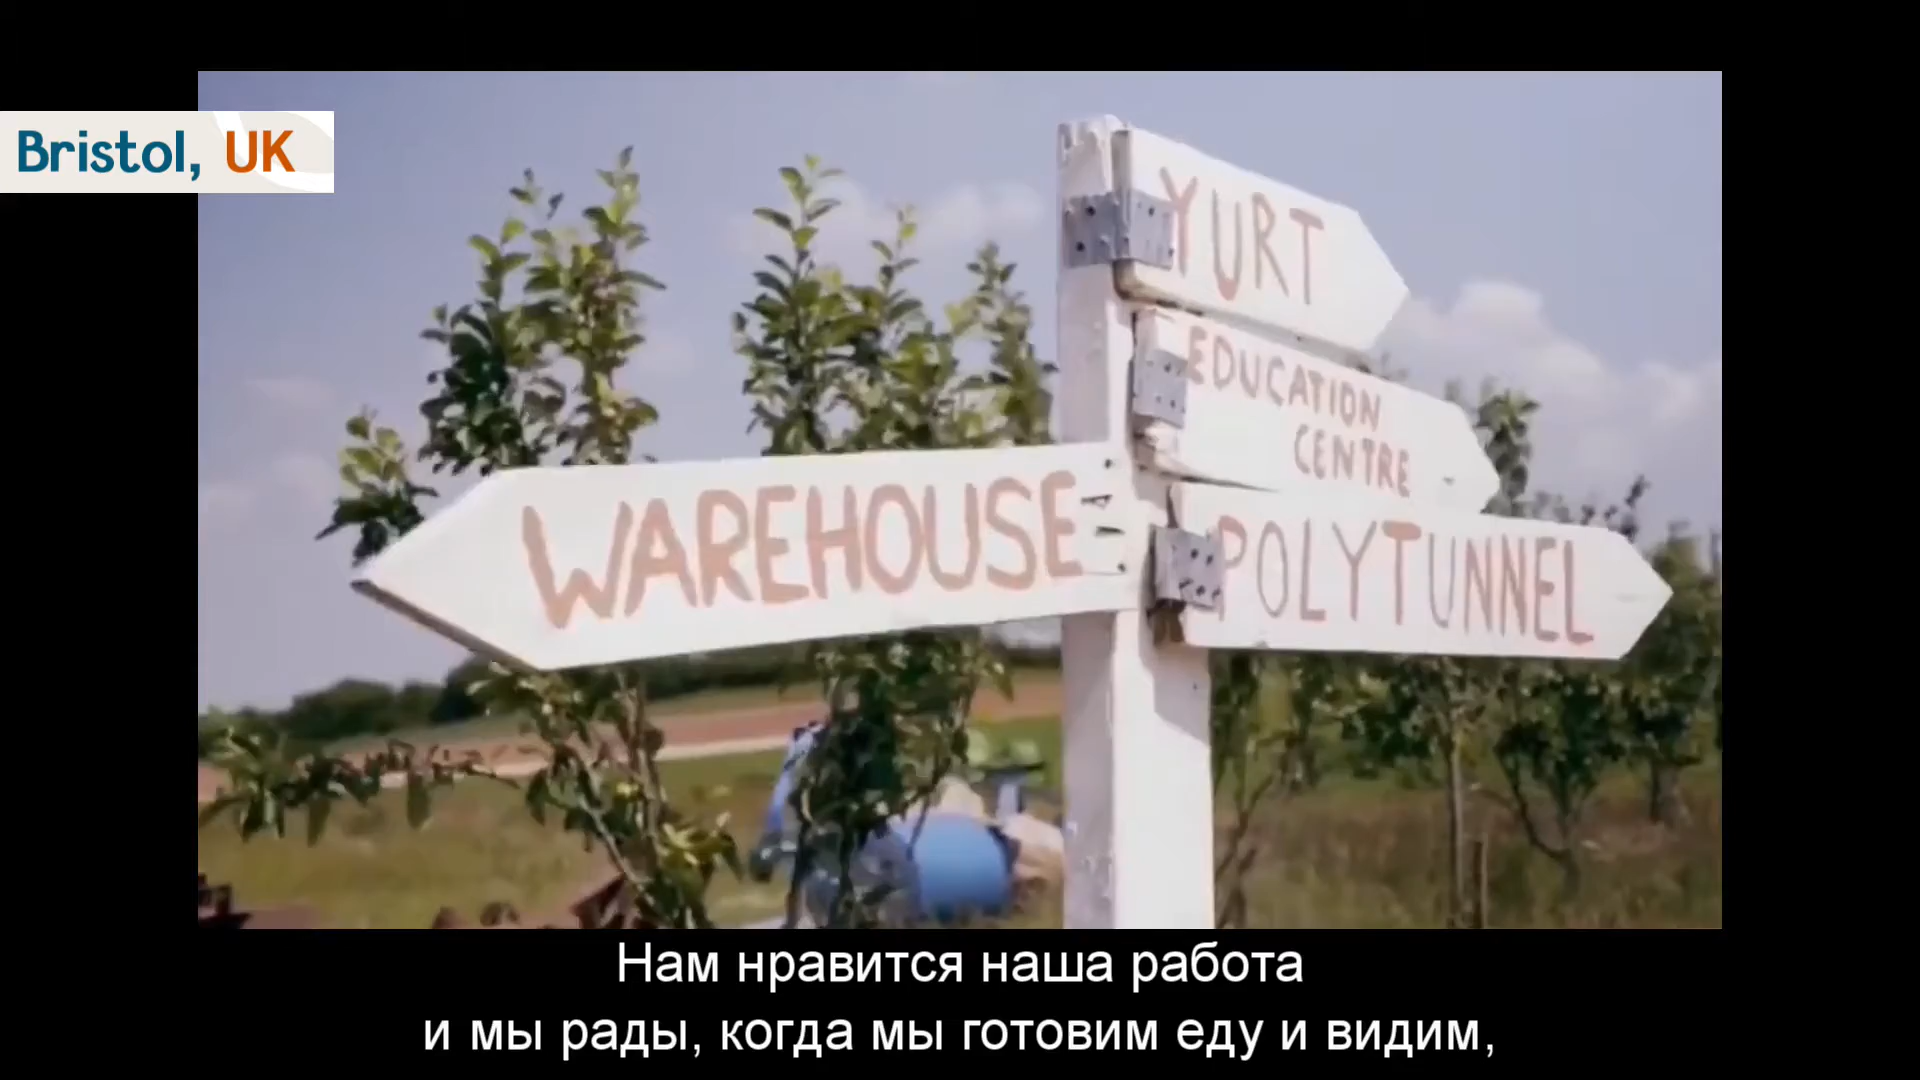 Bristol, UK
YURT
EDUCATION
CENTRE
WAREHOUSE
POLYTUNNEL
Нам нравится наша работа
и мы рады, когда мы готовим еду и видим,